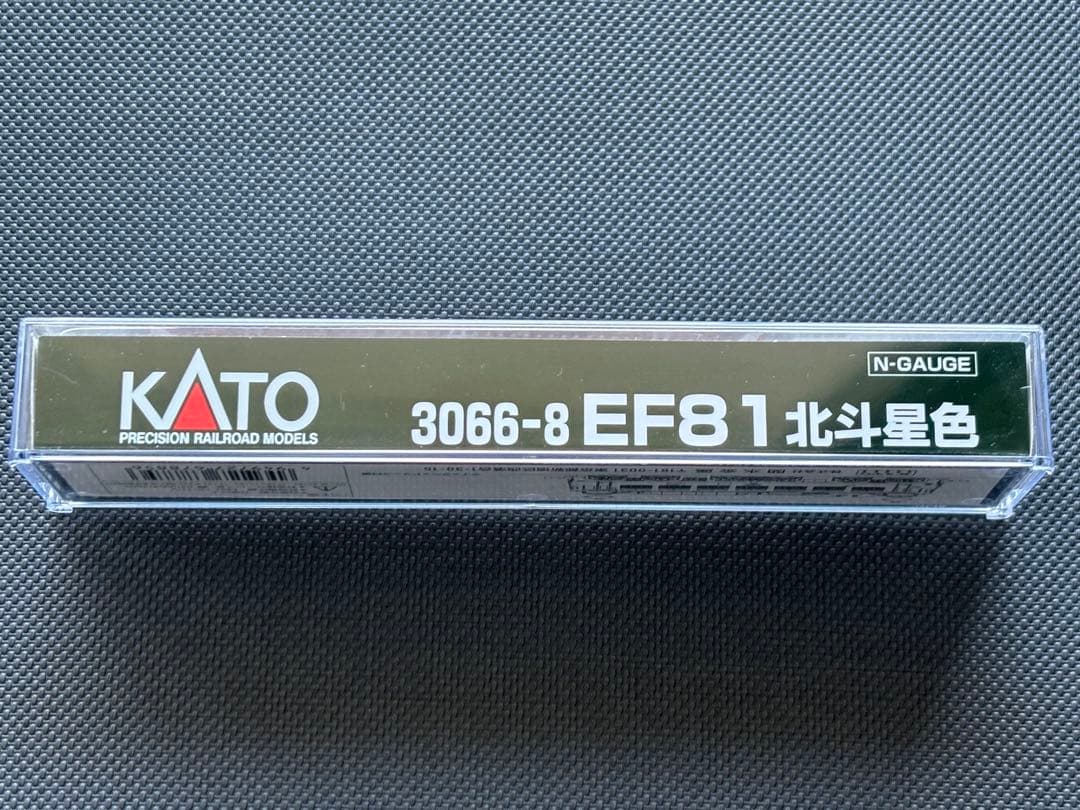 N-GAUGE
KATO
PRECISION RAILROAD MODELS
3066-8 EF81 北斗星色